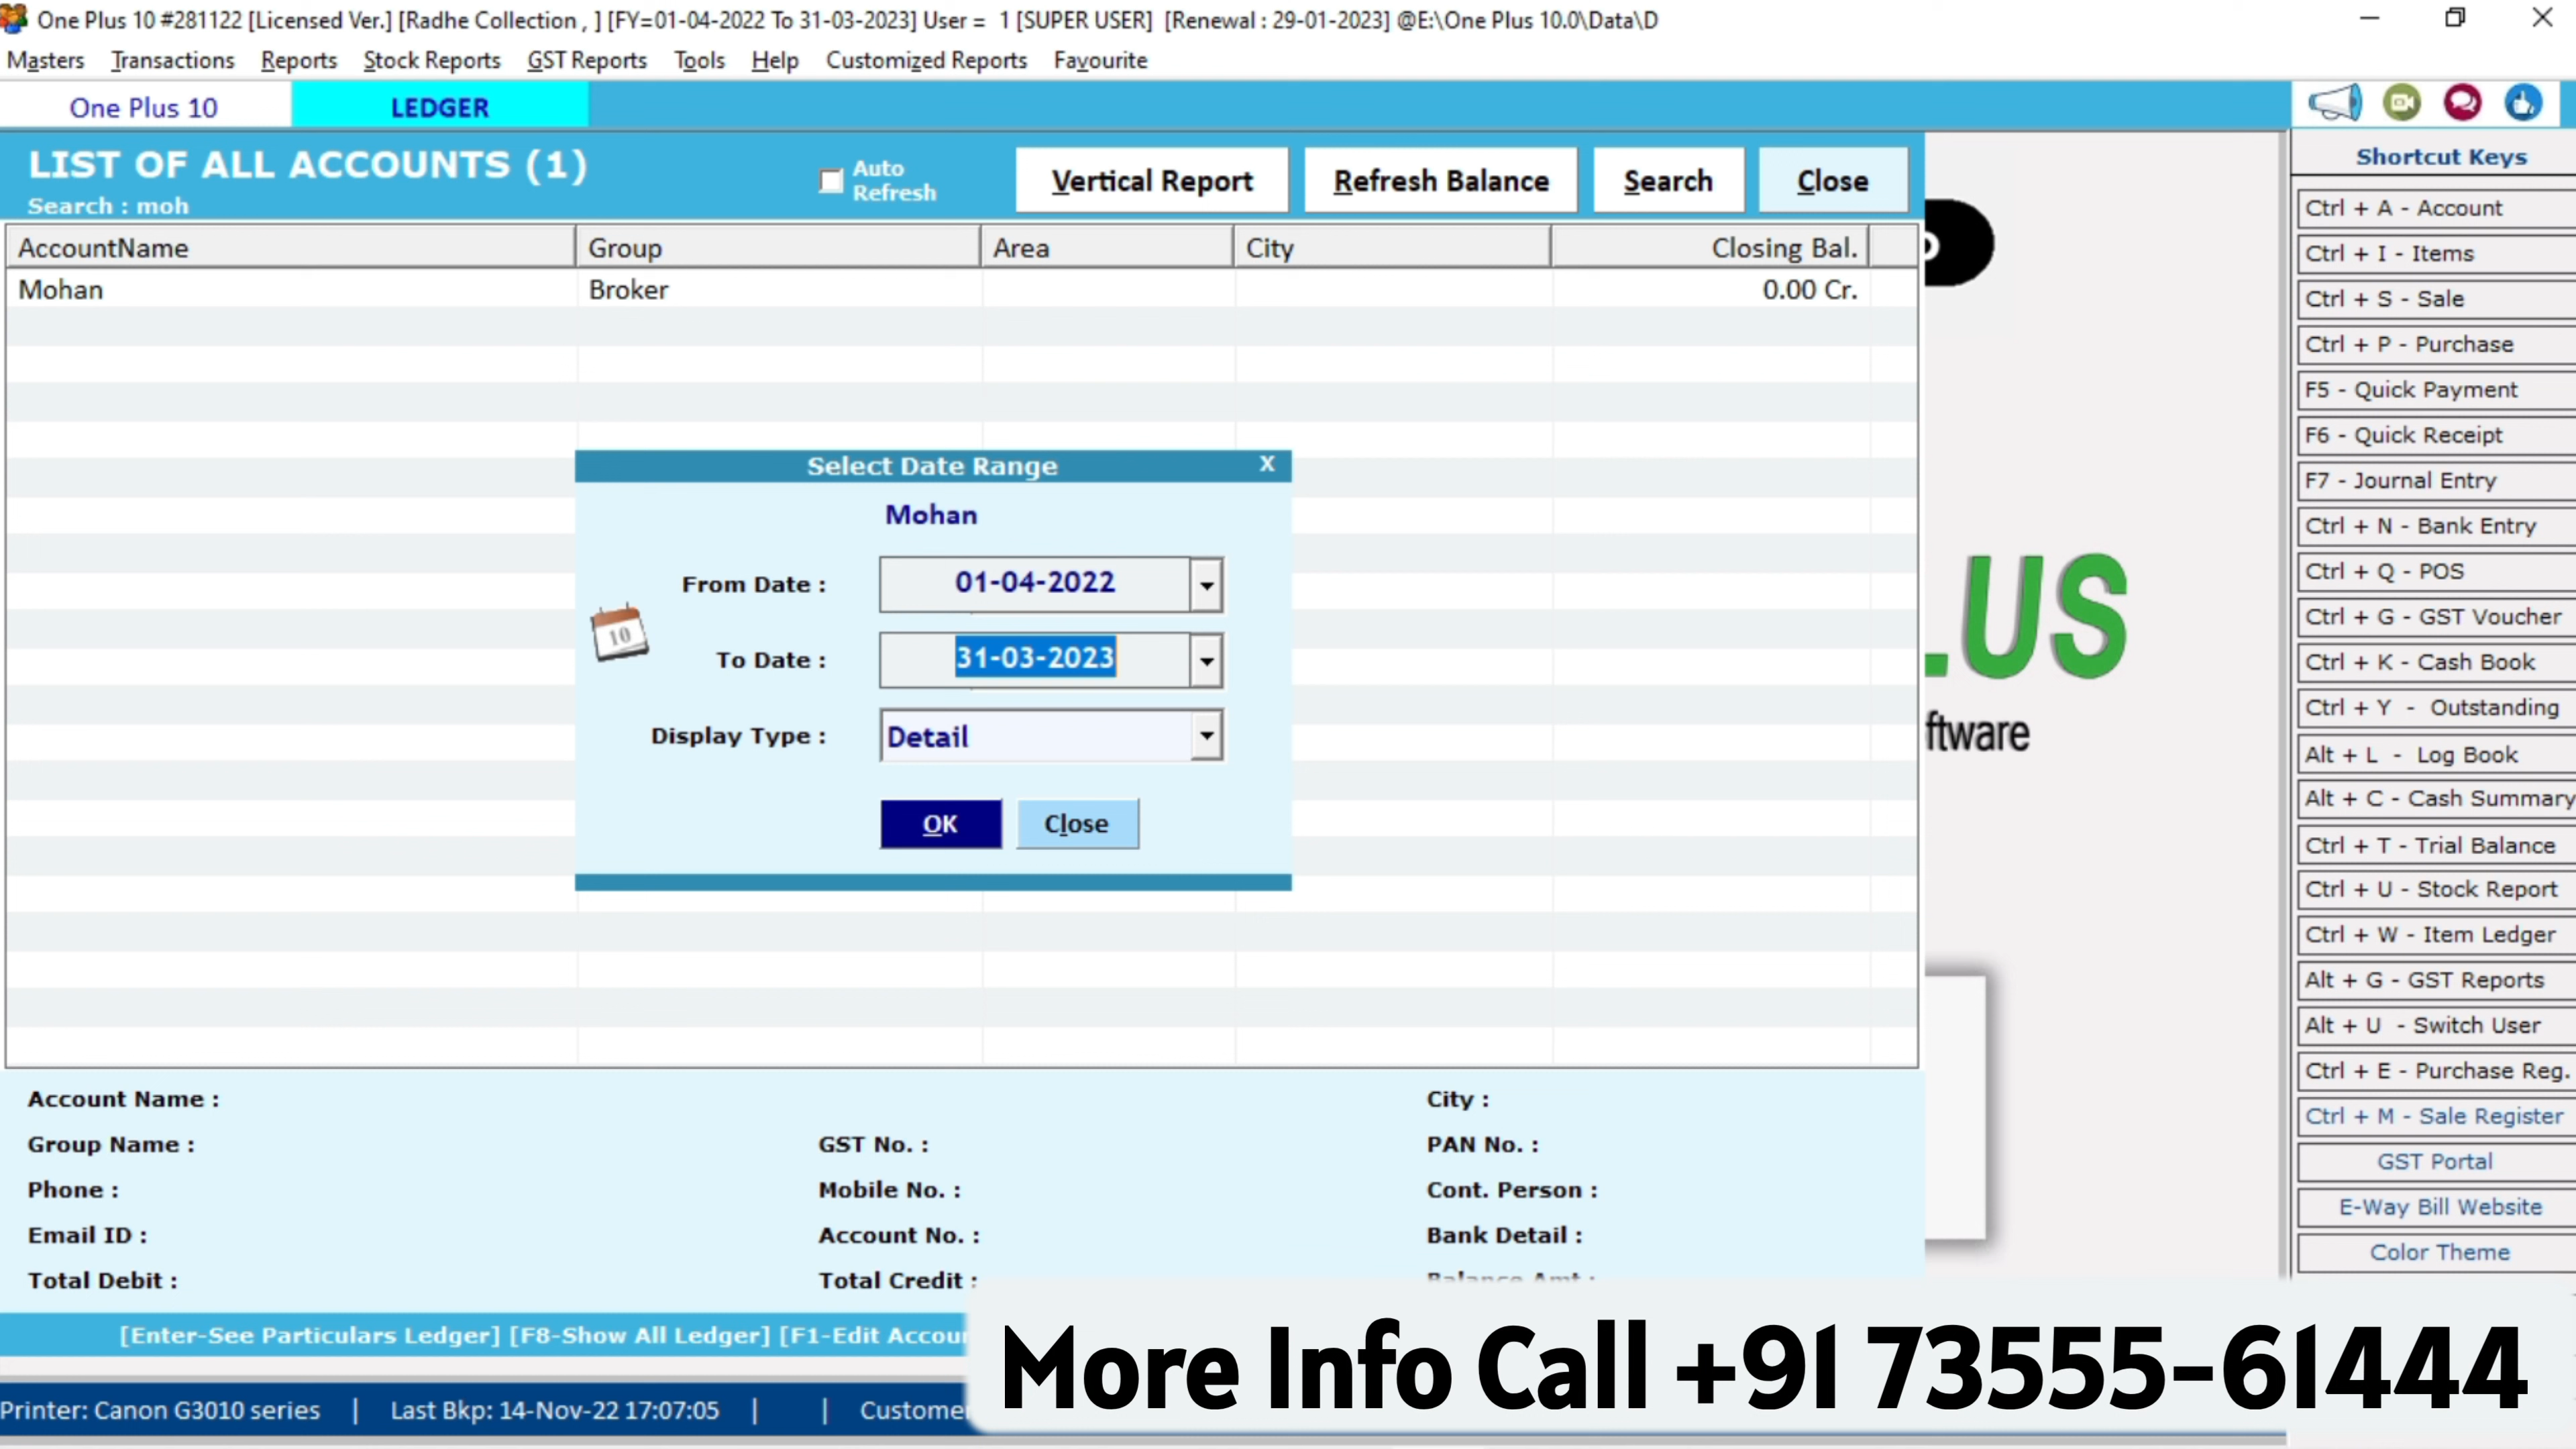 One Plus 10 #281122 [Licensed Ver.] [Radhe Collection , ] [FY=01-04-2022 To 31-03-2023] User = 1 [SUPER USER] [Renewal : 29-01-2023] @E:\One Plus 10.0\Data\D
Masters Transactions Reports Stock Reports GST Reports Tools Help Customized Reports Favourite
One Plus 10 LEDGER
LIST OF ALL ACCOUNTS (1)
Search : moh
Auto
Refresh
Vertical Report Refresh Balance Search Close
AccountName Group Area City Closing Bal.
Mohan Broker 0.00 Cr.
Select Date Range X
Mohan
From Date : 01-04-2022
10
To Date : 31-03-2023
Display Type : Detail
OK Close
LUS
ftware
Account Name : City :
Group Name : GST No. : PAN No. :
Phone : Mobile No. : Cont. Person :
Email ID : Account No. : Bank Detail :
Total Debit : Total Credit : Balance Amt :
[Enter-See Particulars Ledger] [F8-Show All Ledger] [F1-Edit Accou
Printer: Canon G3010 series | Last Bkp: 14-Nov-22 17:07:05 | | Custome
More Info Call +91 73555-61444
Shortcut Keys
Ctrl + A - Account
Ctrl + I - Items
Ctrl + S - Sale
Ctrl + P - Purchase
F5 - Quick Payment
F6 - Quick Receipt
F7 - Journal Entry
Ctrl + N - Bank Entry
Ctrl + Q - POS
Ctrl + G - GST Voucher
Ctrl + K - Cash Book
Ctrl + Y - Outstanding
Alt + L - Log Book
Alt + C - Cash Summary
Ctrl + T - Trial Balance
Ctrl + U - Stock Report
Ctrl + W - Item Ledger
Alt + G - GST Reports
Alt + U - Switch User
Ctrl + E - Purchase Reg.
Ctrl + M - Sale Register
GST Portal
E-Way Bill Website
Color Theme